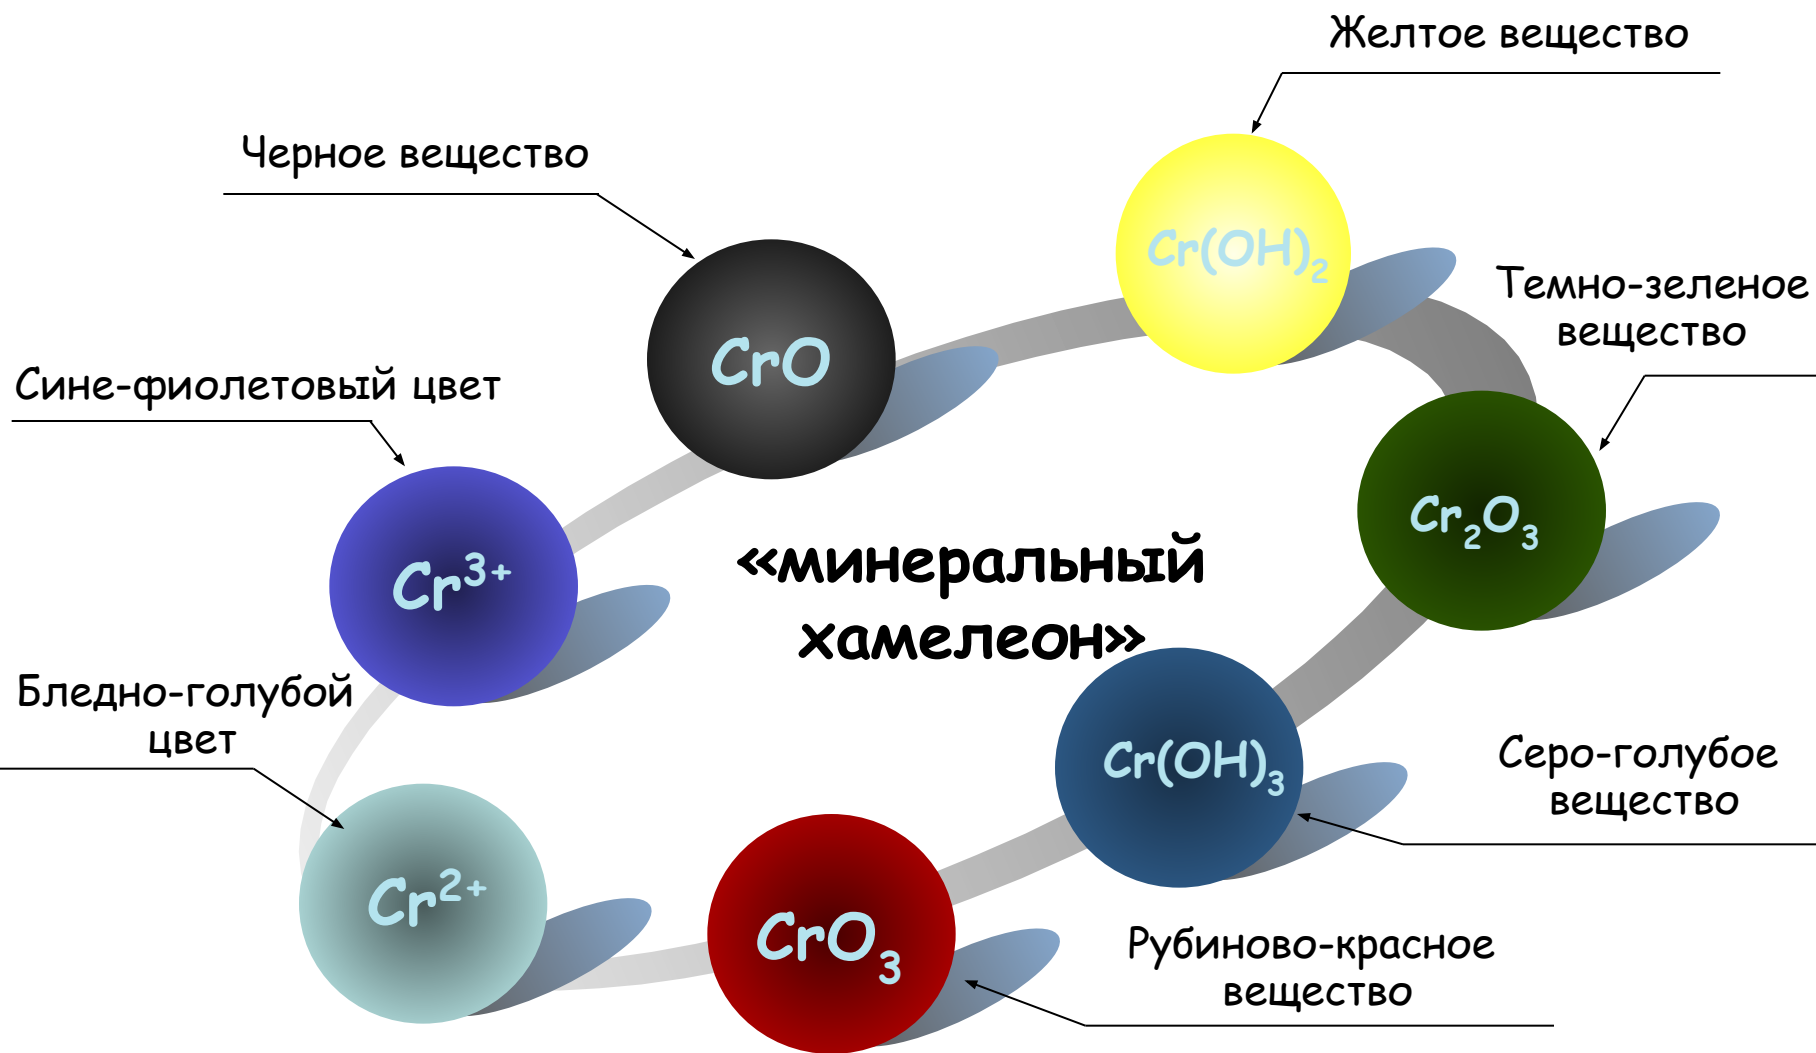 Желтое вещество
Черное вещество
Cr(OH)₂
Темно-зеленое
вещество
CrO
Сине-фиолетовый цвет
Cr₂O₃
Cr³⁺
«минеральный
хамелеон»
Бледно-голубой
цвет
Cr(OH)₃
Серо-голубое
вещество
Cr²⁺
CrO₃
Рубиново-красное
вещество